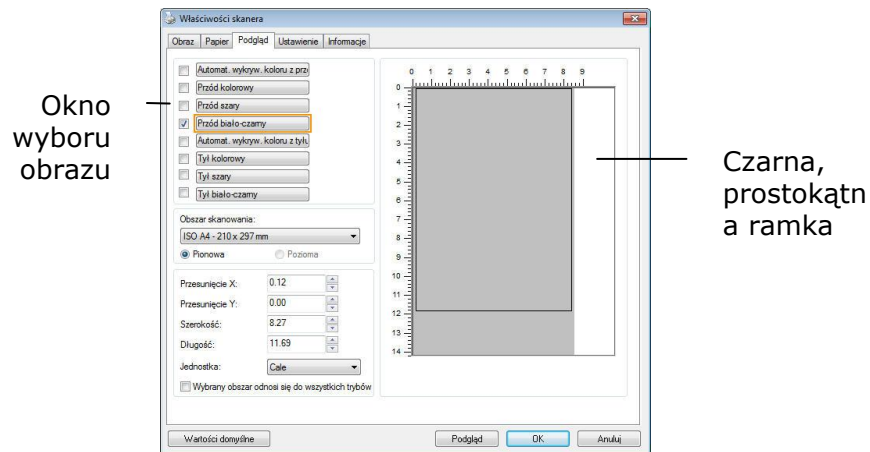 Właściwości skanera
Obraz Papier Podgląd Ustawienie Informacje
Automat. wykryw. koloru z prz
Przód kolorowy
Przód szary
Przód biało-czarny
Automat. wykryw. koloru z tyłu
Tył kolorowy
Tył szary
Tył biało-czarny
Obszar skanowania:
ISO A4 - 210 x 297 mm
Pionowa Pozioma
Przesunięcie X: 0.12
Przesunięcie Y: 0.00
Szerokość: 8.27
Długość: 11.69
Jednostka: Cale
Wybrany obszar odnosi się do wszystkich trybów
0 1 2 3 4 5 6 7 8 9
0
1
2
3
4
5
6
7
8
9
10
11
12
13
14
Wartości domyślne Podgląd OK Anuluj
Okno
wyboru
obrazu
Czarna,
prostokątn
a ramka